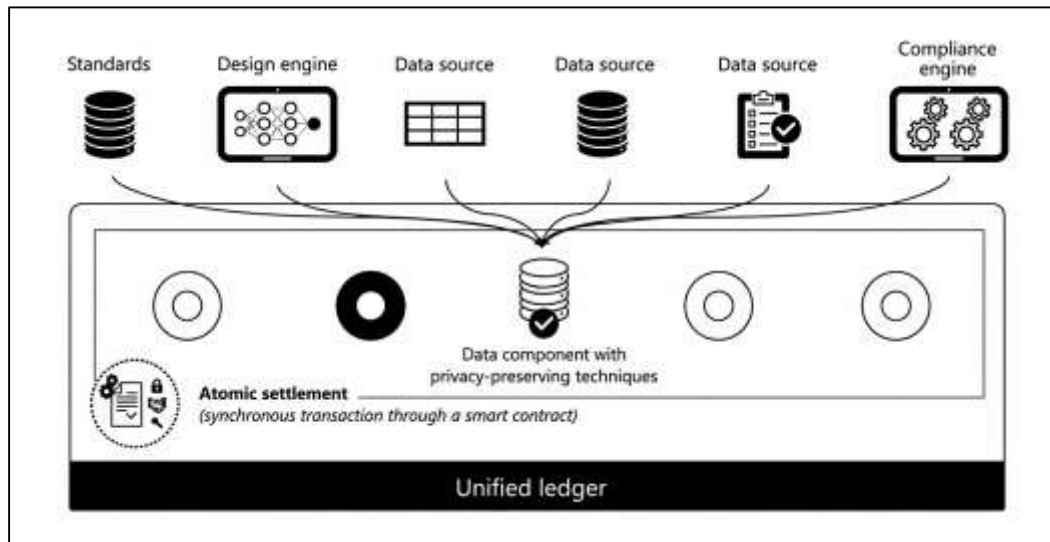 Standards
Design engine
Data source
Data source
Data source
Compliance
engine
Data component with
privacy-preserving techniques
Atomic settlement
(synchronous transaction through a smart contract)
Unified ledger